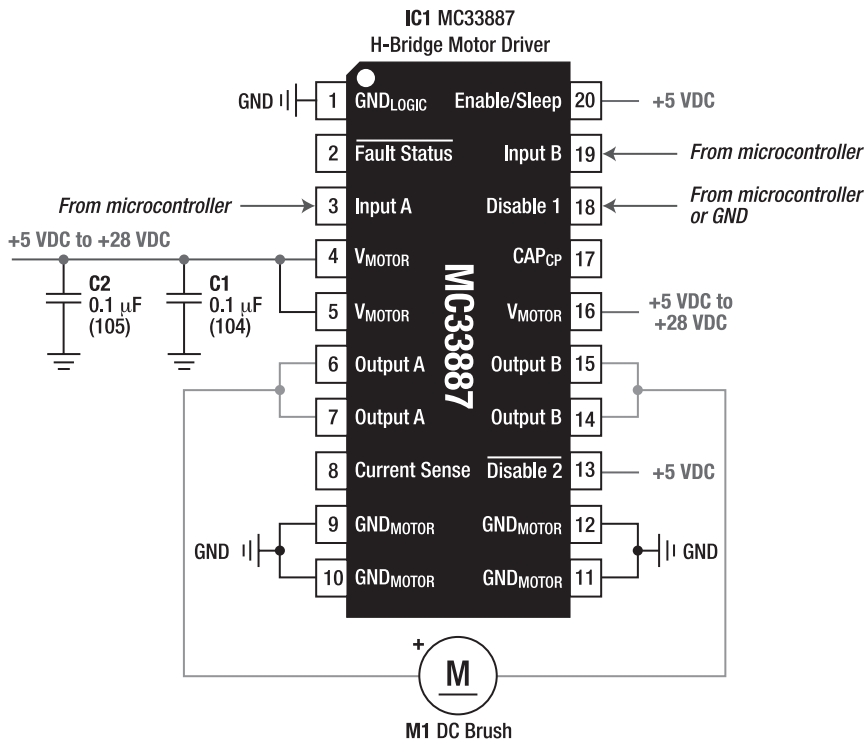 IC1 MC33887
H-Bridge Motor Driver
GND 1 GNDLOGIC Enable/Sleep 20 +5 VDC
2 Fault Status Input B 19 From microcontroller
From microcontroller 3 Input A Disable 1 18 From microcontroller
or GND
+5 VDC to +28 VDC
4 VMOTOR CAPCP 17
C2
0.1 µF
(105)
C1
0.1 µF
(104)
5 VMOTOR VMOTOR 16 +5 VDC to
+28 VDC
MC33887
6 Output A Output B 15
7 Output A Output B 14
8 Current Sense Disable 2 13 +5 VDC
9 GNDMOTOR GNDMOTOR 12
GND GND
10 GNDMOTOR GNDMOTOR 11
+
M
M1 DC Brush